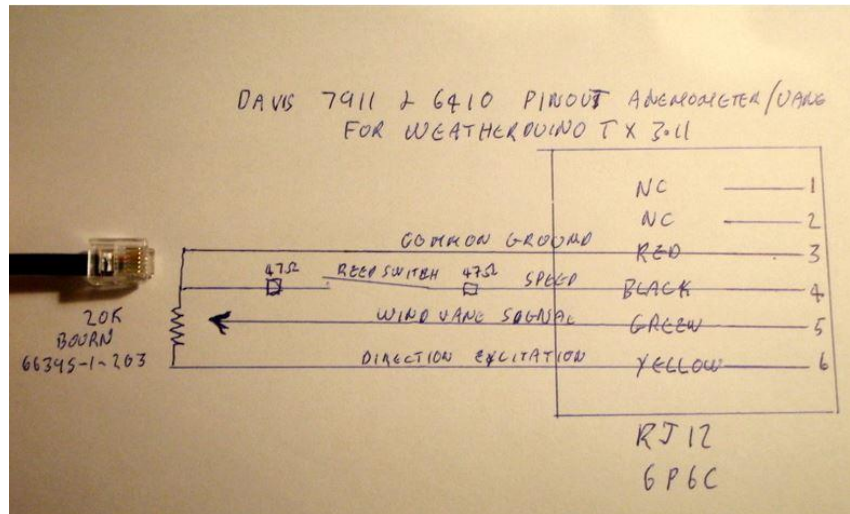 DAVIS 7911 & 6410 PINOUT ANEMOMETER/VANE
FOR WEATHERDUINO TX 3.11
NC 1
NC 2
COMMON GROUND RED 3
47Ω REED SWITCH 47Ω SPEED BLACK 4
WIND VANE SIGNAL GREEN 5
DIRECTION EXCITATION YELLOW 6
20K
BOURN
66395-1-203
RJ12
6P6C